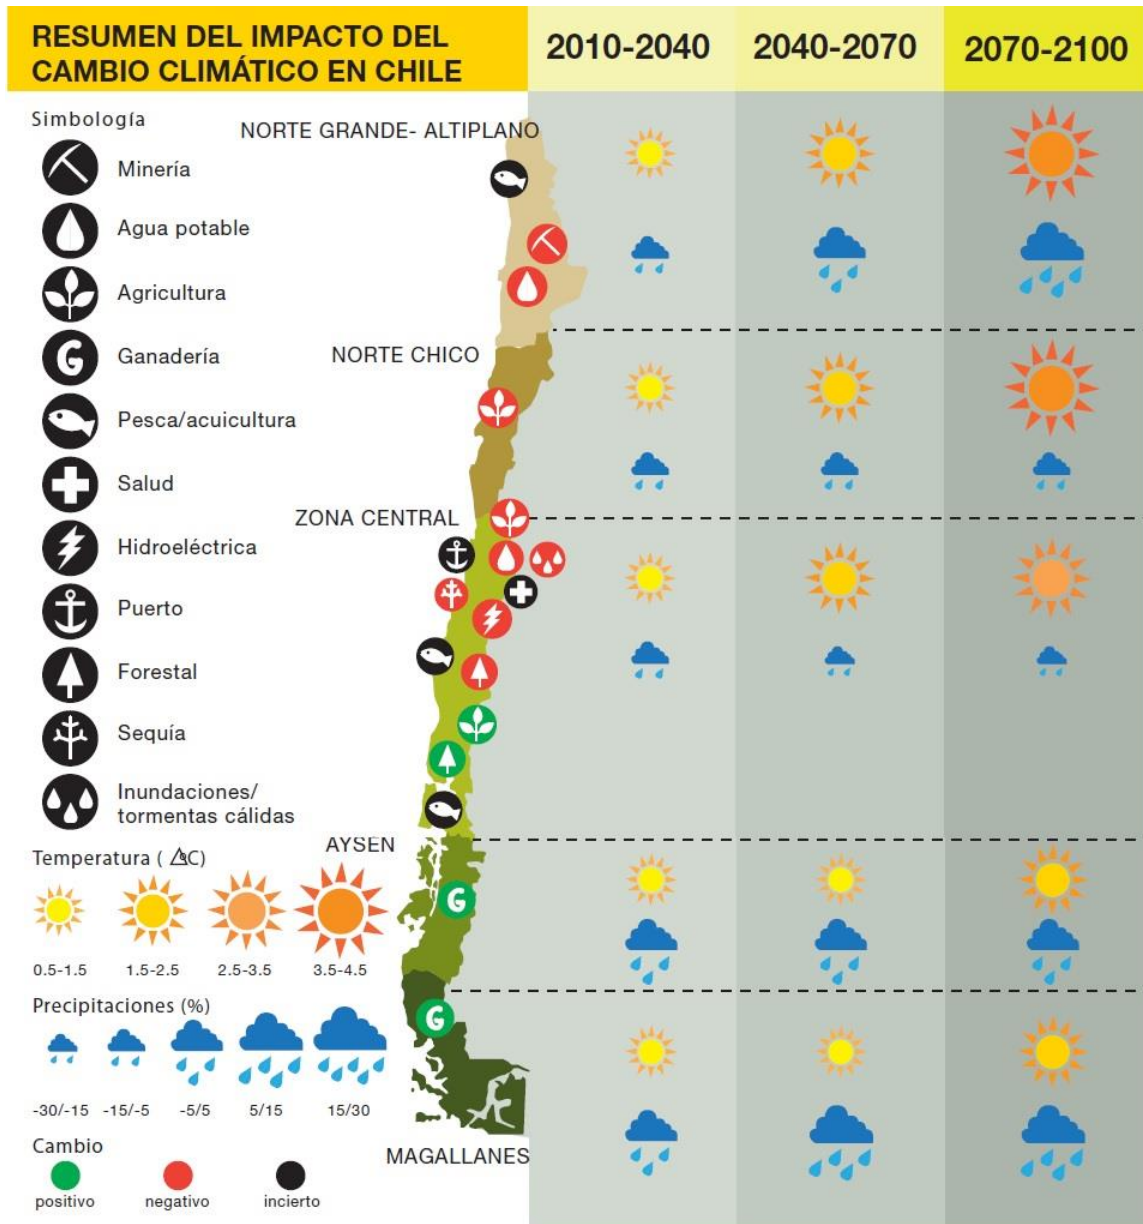 RESUMEN DEL IMPACTO DEL
CAMBIO CLIMÁTICO EN CHILE
2010-2040
2040-2070
2070-2100
Simbología
Minería
Agua potable
Agricultura
G
Ganadería
Pesca/acuicultura
Salud
Hidroeléctrica
Puerto
Forestal
Sequía
Inundaciones/
tormentas cálidas
NORTE GRANDE- ALTIPLANO
NORTE CHICO
ZONA CENTRAL
AYSEN
G
G
MAGALLANES
Temperatura ( △°C)
0.5-1.5
1.5-2.5
2.5-3.5
3.5-4.5
Precipitaciones (%)
-30/-15
-15/-5
-5/5
5/15
15/30
Cambio
positivo
negativo
incierto